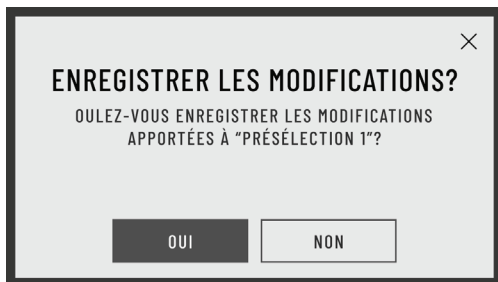 ENREGISTRER LES MODIFICATIONS?
OULEZ-VOUS ENREGISTRER LES MODIFICATIONS
APPORTÉES À “PRÉSÉLECTION 1”?
OUI
NON